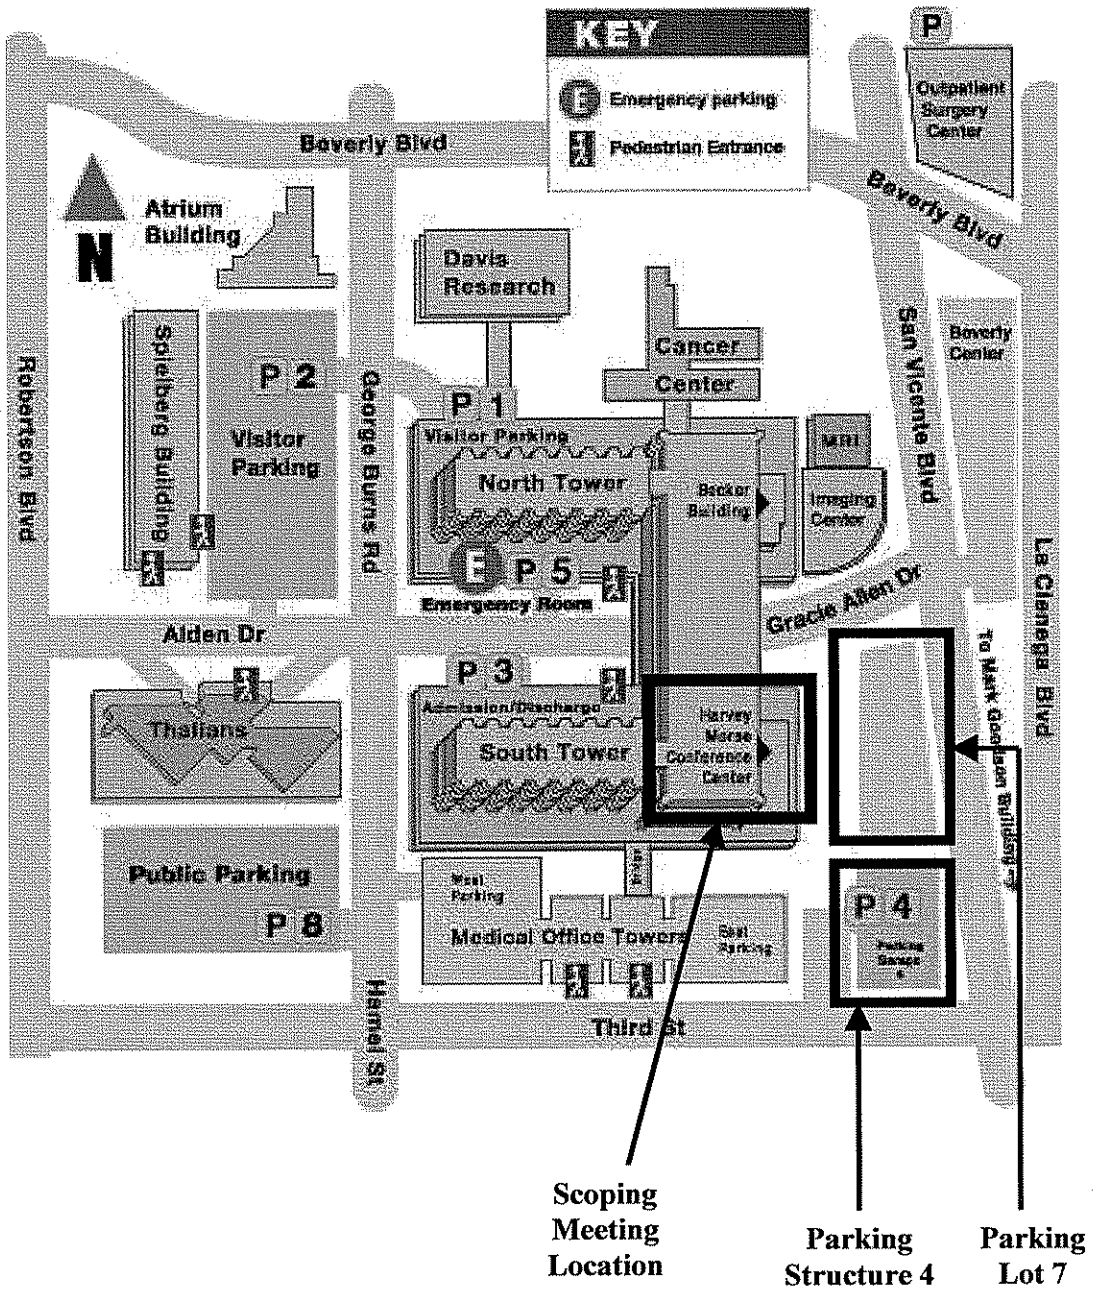 KEY
E
Emergency parking
Pedestrian Entrance
P
Outpatient
Surgery
Center
Beverly Blvd
Beverly Blvd
N
Atrium
Building
Davis
Research
Roberton Blvd
Spielberg Building
P 2
Visitor
Parking
George Burns Rd
P 1
Visitor Parking
North Tower
Cancer
Center
Becker
Building
MRI
Imaging
Center
San Vicente Blvd
Beverly
Center
La Cienega Blvd
E
P 5
Emergency Room
Gracie Allen Dr
Alden Dr
P 3
Admission/Discharge
South Tower
Harvey
Morse
Conference
Center
To Mark Goodson Building
Thalians
Public Parking
P 8
West
Parking
Medical Office Towers
East
Parking
P 4
Parking
Garage
4
Hamel St
Third St
Scoping
Meeting
Location
Parking
Structure 4
Parking
Lot 7